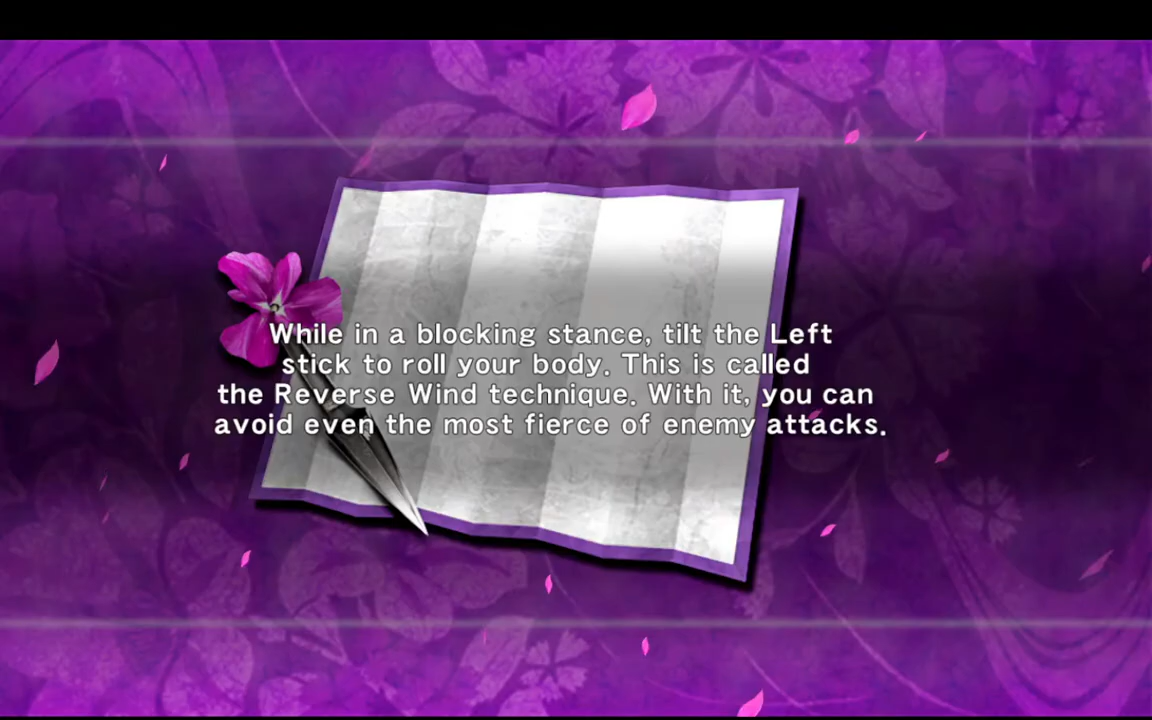 While in a blocking stance, tilt the Left
stick to roll your body. This is called
the Reverse Wind technique. With it, you can
avoid even the most fierce of enemy attacks.